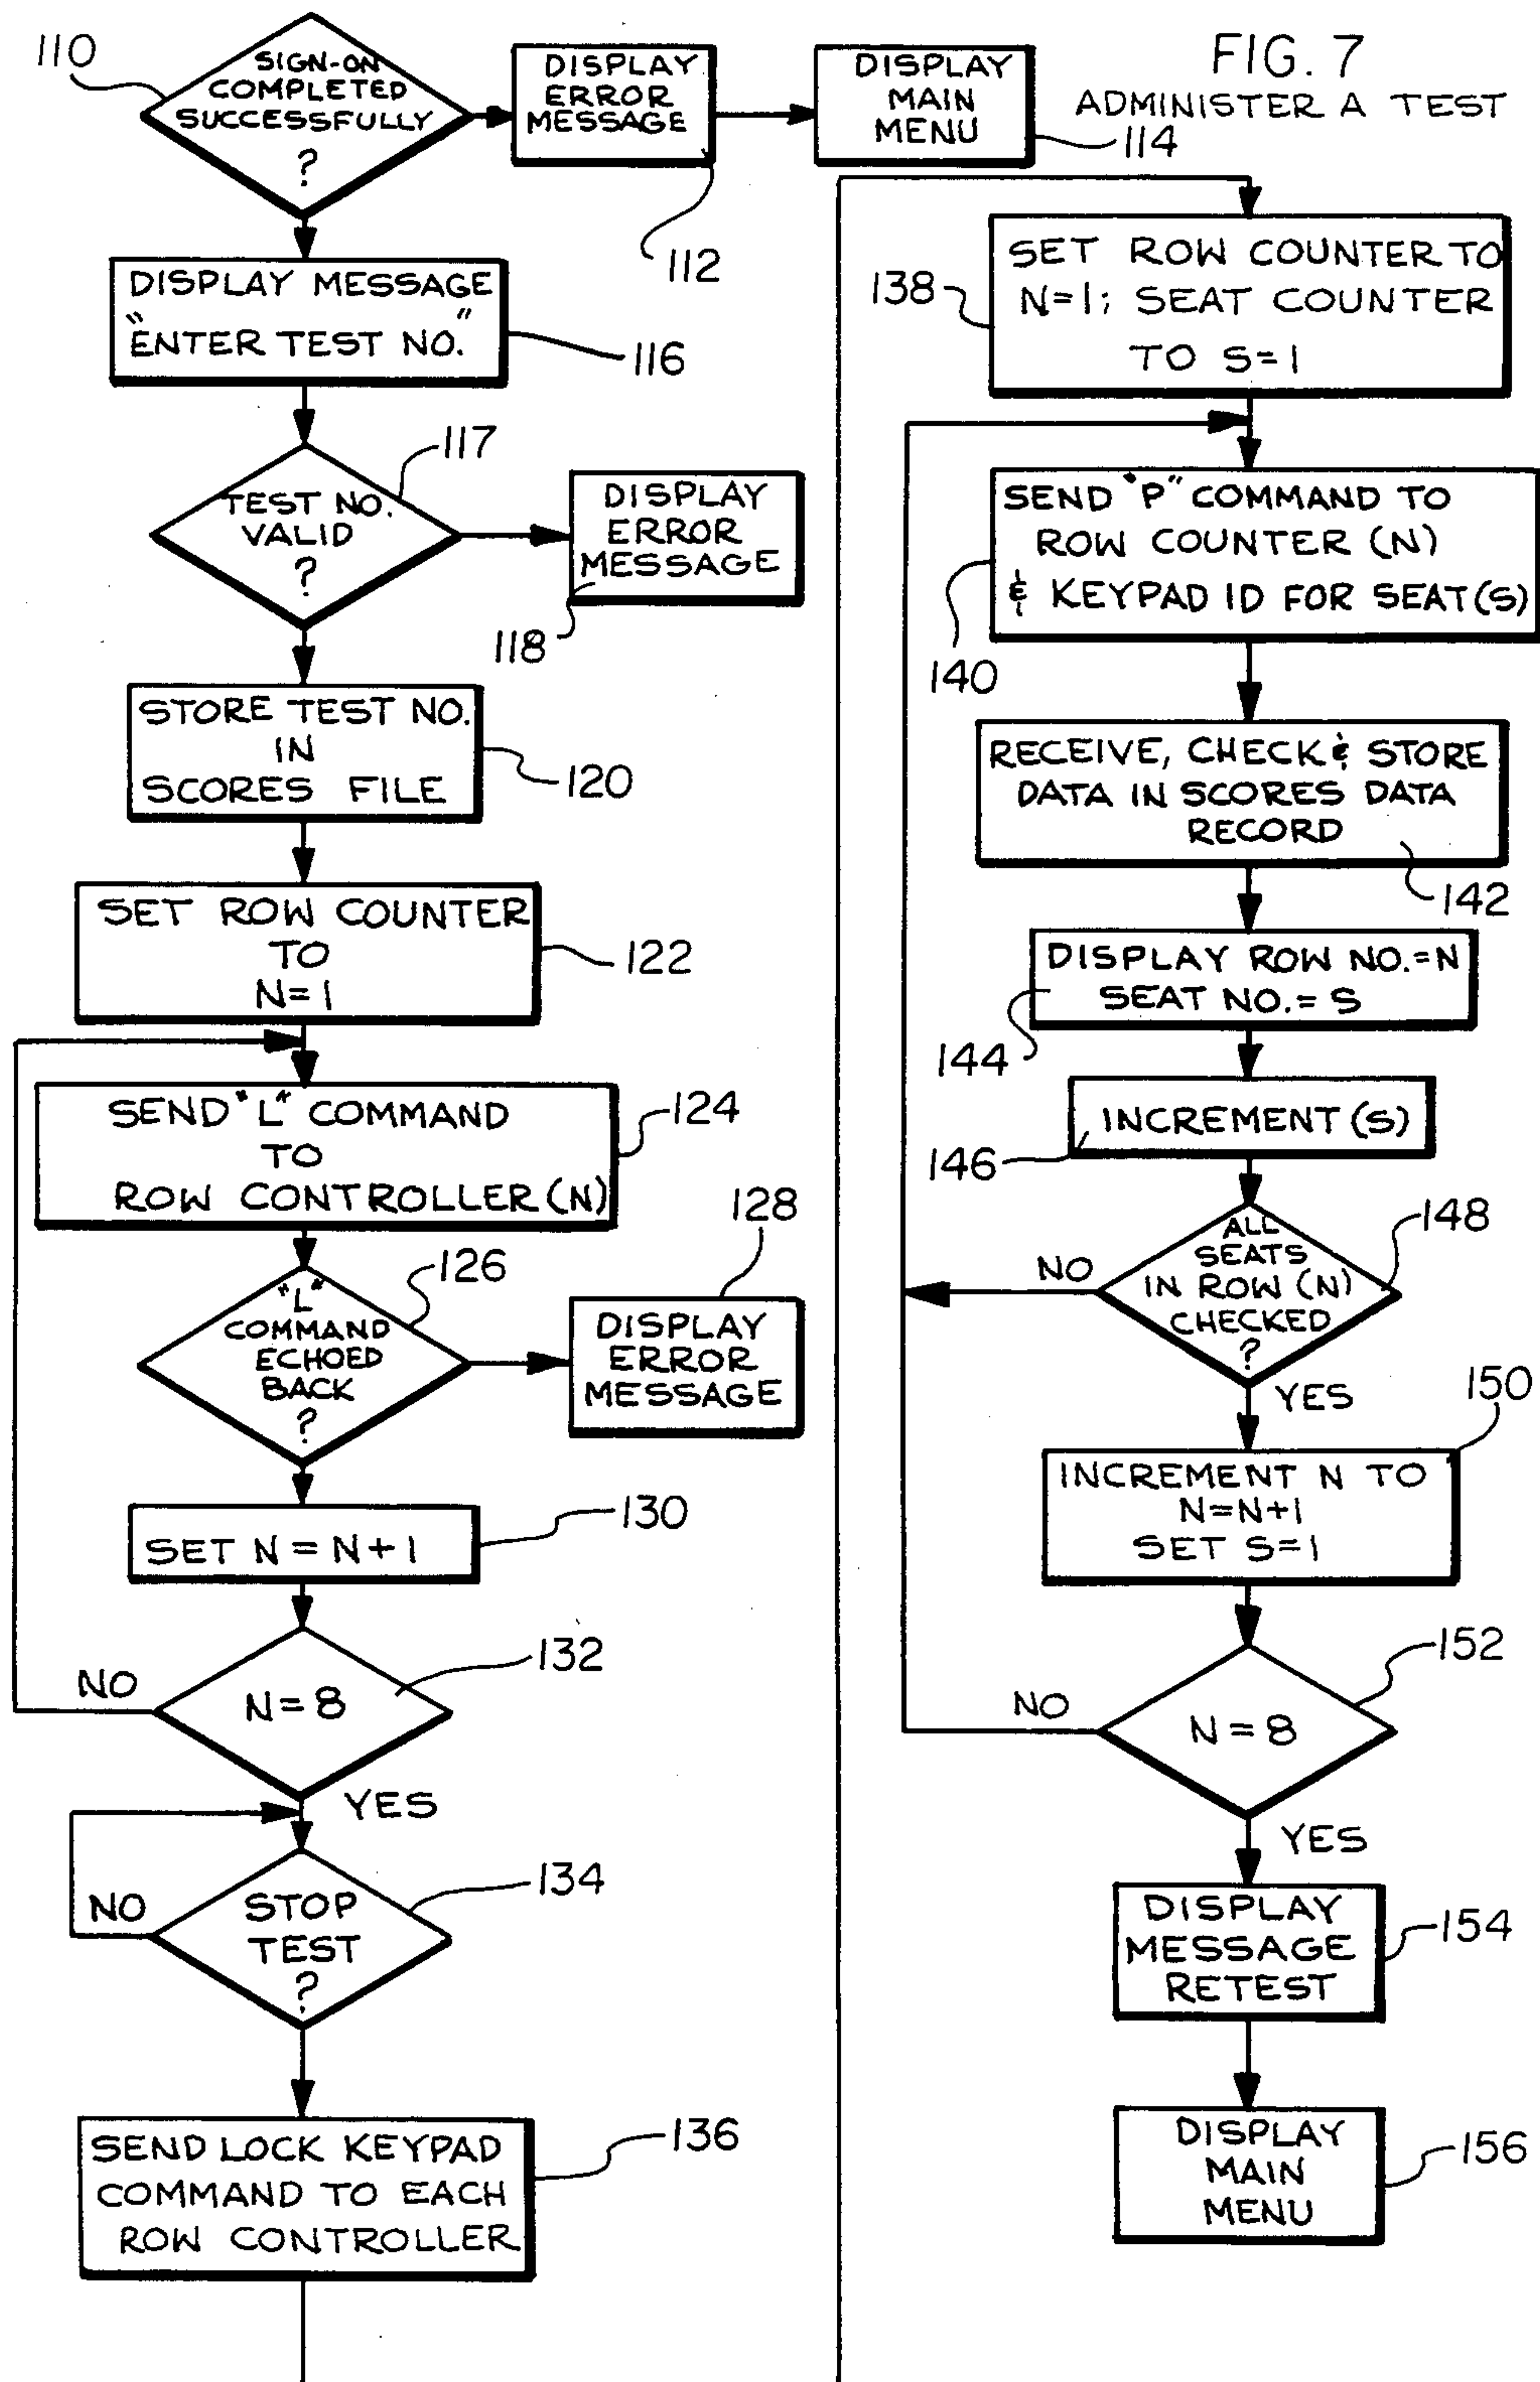 FIG. 7
ADMINISTER A TEST
110
SIGN-ON
COMPLETED
SUCCESSFULLY
?
DISPLAY
ERROR
MESSAGE
112
DISPLAY
MAIN
MENU
114
DISPLAY MESSAGE
"ENTER TEST NO."
116
117
TEST NO.
VALID
?
DISPLAY
ERROR
MESSAGE
118
STORE TEST NO.
IN
SCORES FILE
120
SET ROW COUNTER
TO
N=1
122
SEND "L" COMMAND
TO
ROW CONTROLLER (N)
124
126
"L"
COMMAND
ECHOED
BACK
?
128
DISPLAY
ERROR
MESSAGE
SET N = N+1
130
N=8
132
NO
YES
STOP
TEST
?
134
NO
SEND LOCK KEYPAD
COMMAND TO EACH
ROW CONTROLLER
136
SET ROW COUNTER TO
N=1; SEAT COUNTER
TO S=1
138
SEND "P" COMMAND TO
ROW COUNTER (N)
& KEYPAD ID FOR SEAT(S)
140
RECEIVE, CHECK & STORE
DATA IN SCORES DATA
RECORD
142
DISPLAY ROW NO.=N
SEAT NO.= S
144
INCREMENT (S)
146
ALL
SEATS
IN ROW (N)
CHECKED
?
148
NO
YES
150
INCREMENT N TO
N=N+1
SET S=1
152
N=8
NO
YES
DISPLAY
MESSAGE
RETEST
154
DISPLAY
MAIN
MENU
156